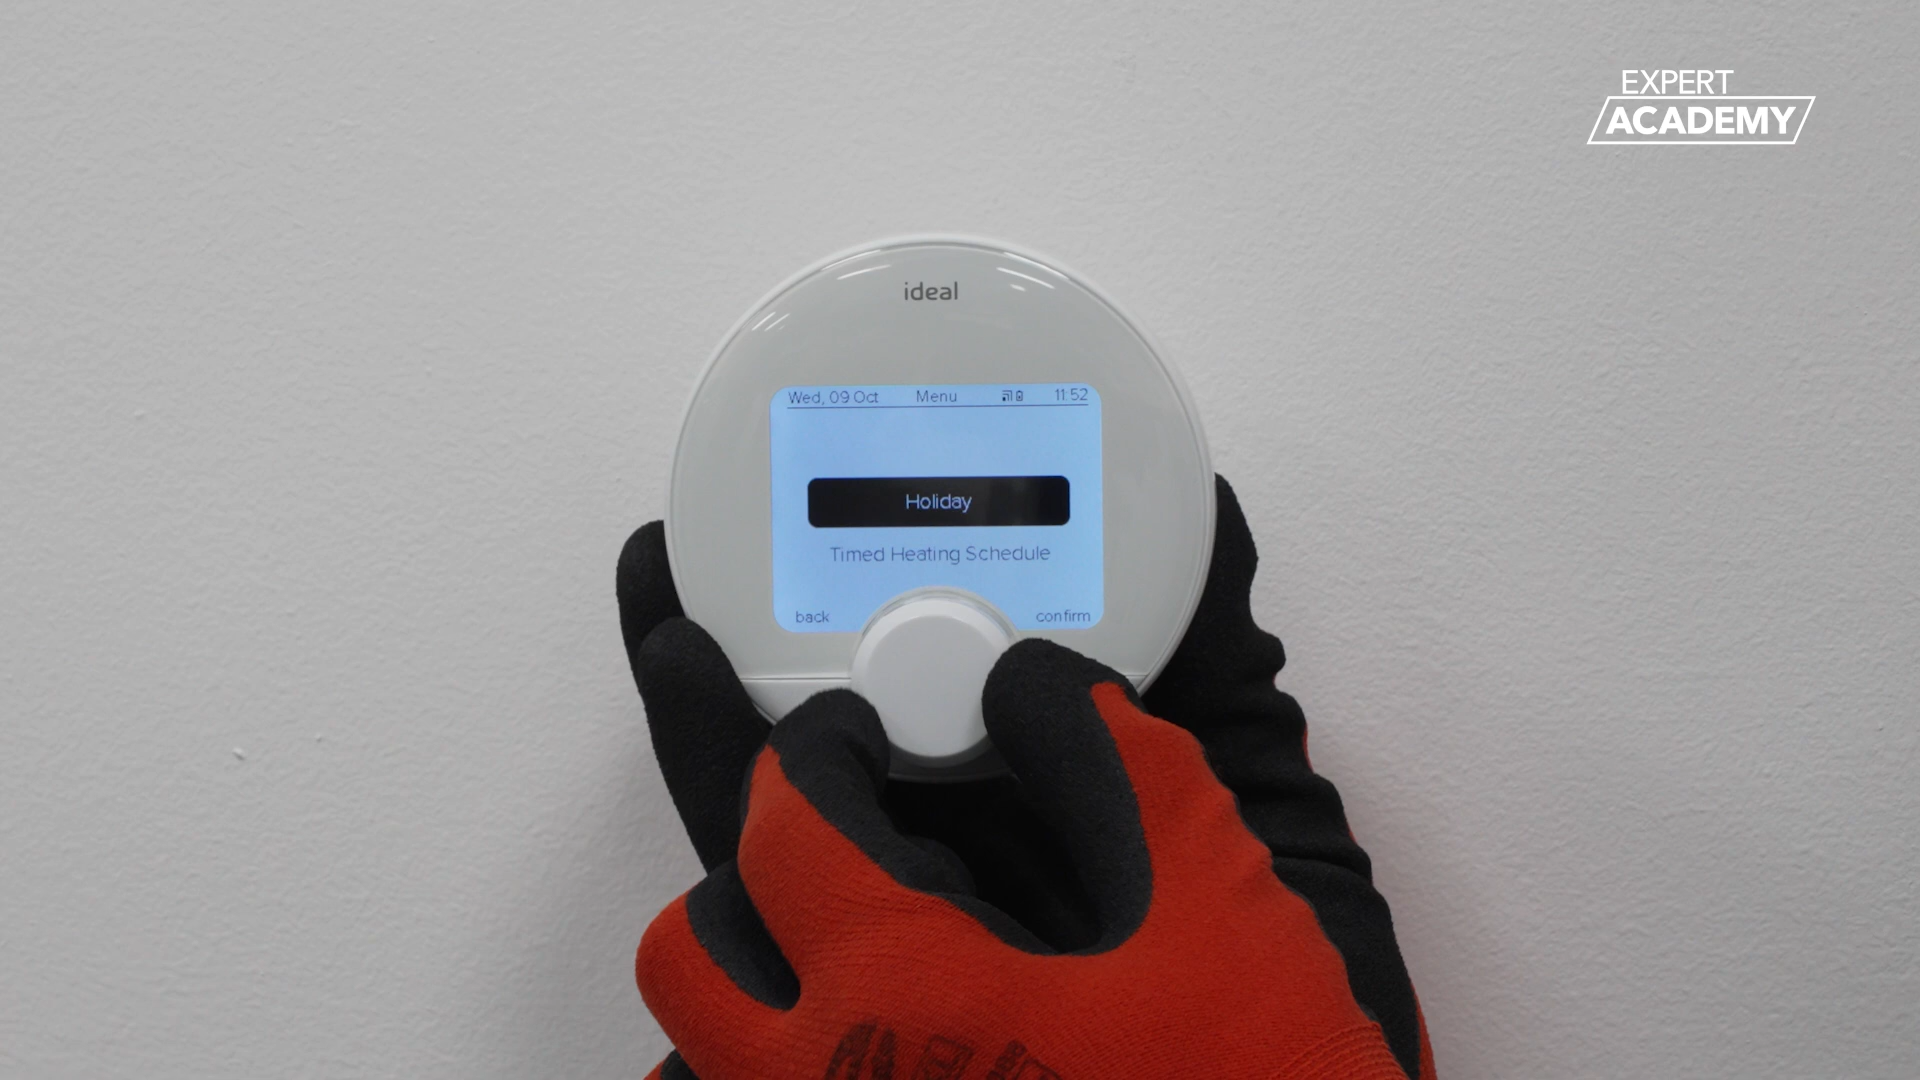 EXPERT
ACADEMY
ideal
Wed, 09 Oct Menu 11:52
Holiday
Timed Heating Schedule
back confirm